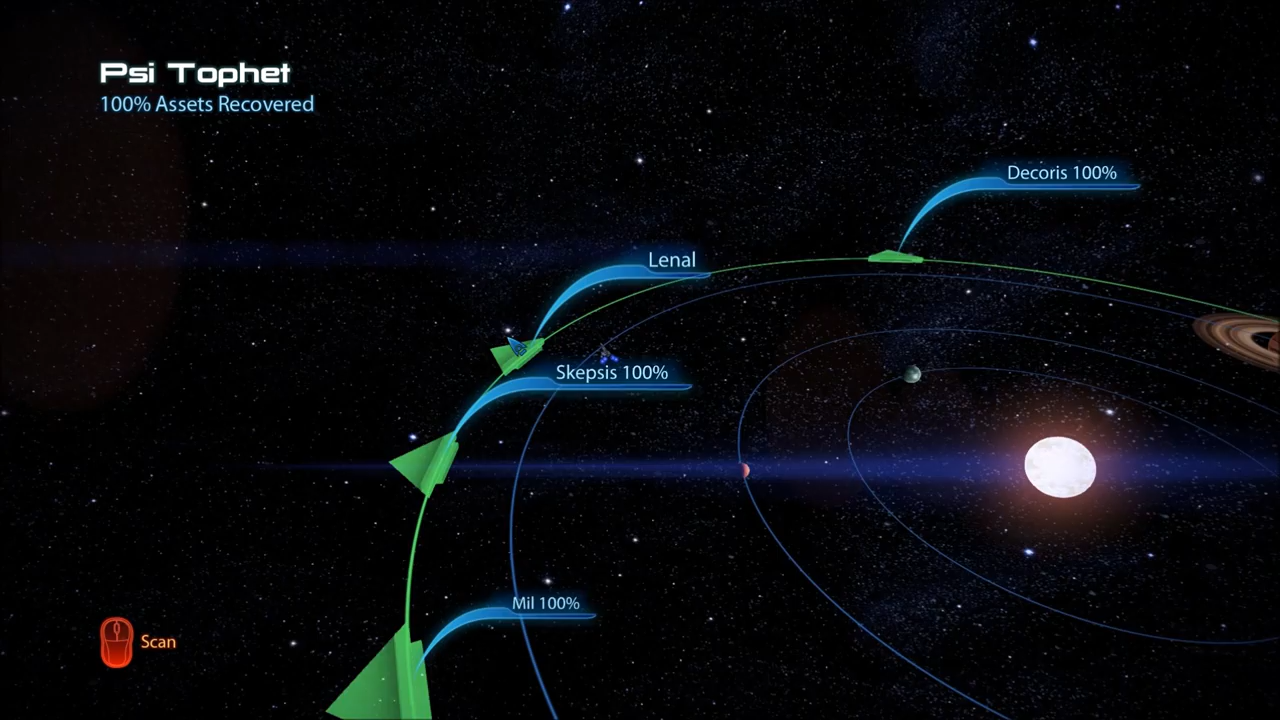 Psi Tophet
100% Assets Recovered
Decoris 100%
Lenal
Skepsis 100%
Mil 100%
Scan